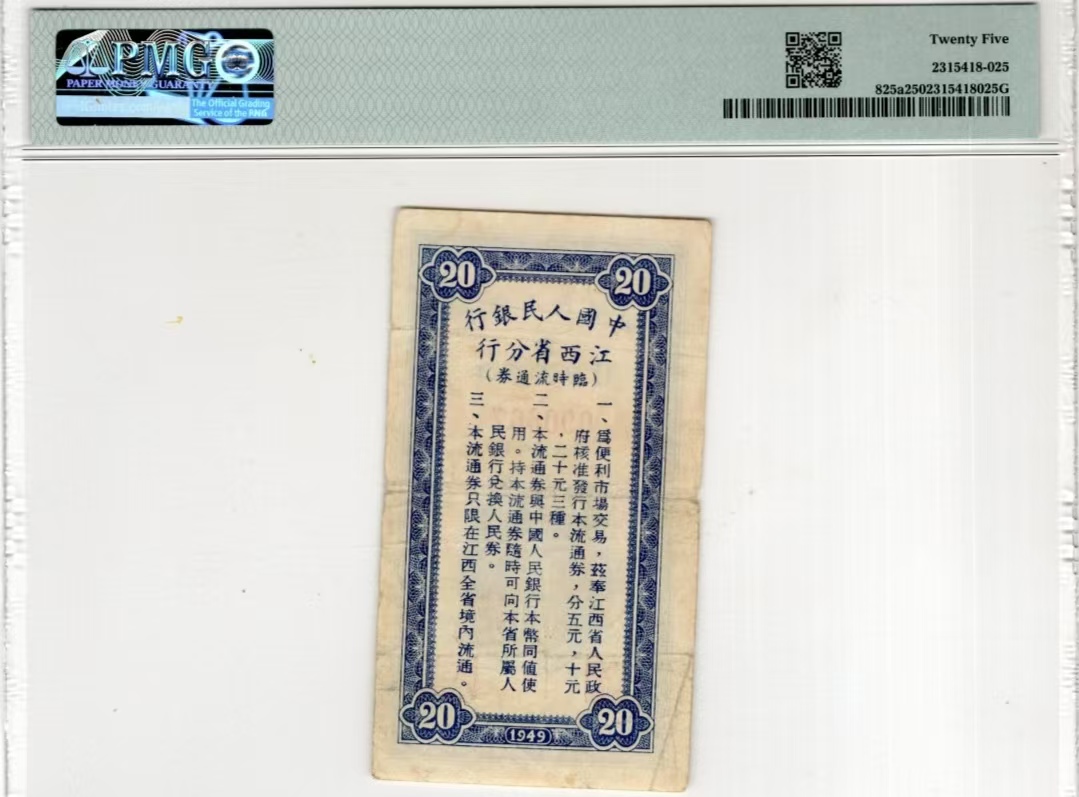 PMG
PAPER MONEY GUARANTY
The Official Grading
Service of the PNG
Twenty Five
2315418-025
825a2502315418025G
20
20
中國人民銀行
江西省分行
(臨時流通券)
一、爲便利市場交易，茲奉江西省人民政
府核准發行本流通券，分五元，十元
，二十元三種。
二、本流通券與中國人民銀行本幣同值使
用。持本流通券隨時可向本省所屬人
民銀行兌換人民券。
三、本流通券只限在江西全省境內流通。
20
1949
20